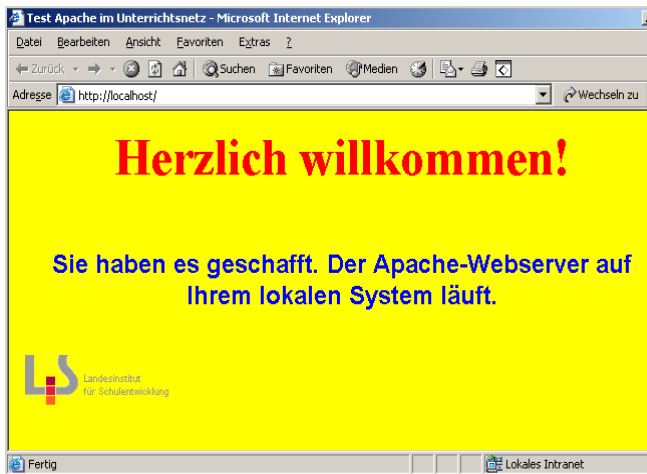 Test Apache im Unterrichtsnetz - Microsoft Internet Explorer
Datei Bearbeiten Ansicht Favoriten Extras ?
Zurück Suchen Favoriten Medien
Adresse http://localhost/ Wechseln zu
Herzlich willkommen!
Sie haben es geschafft. Der Apache-Webserver auf
Ihrem lokalen System läuft.
LS
Landesinstitut
für Schulentwicklung
Fertig Lokales Intranet